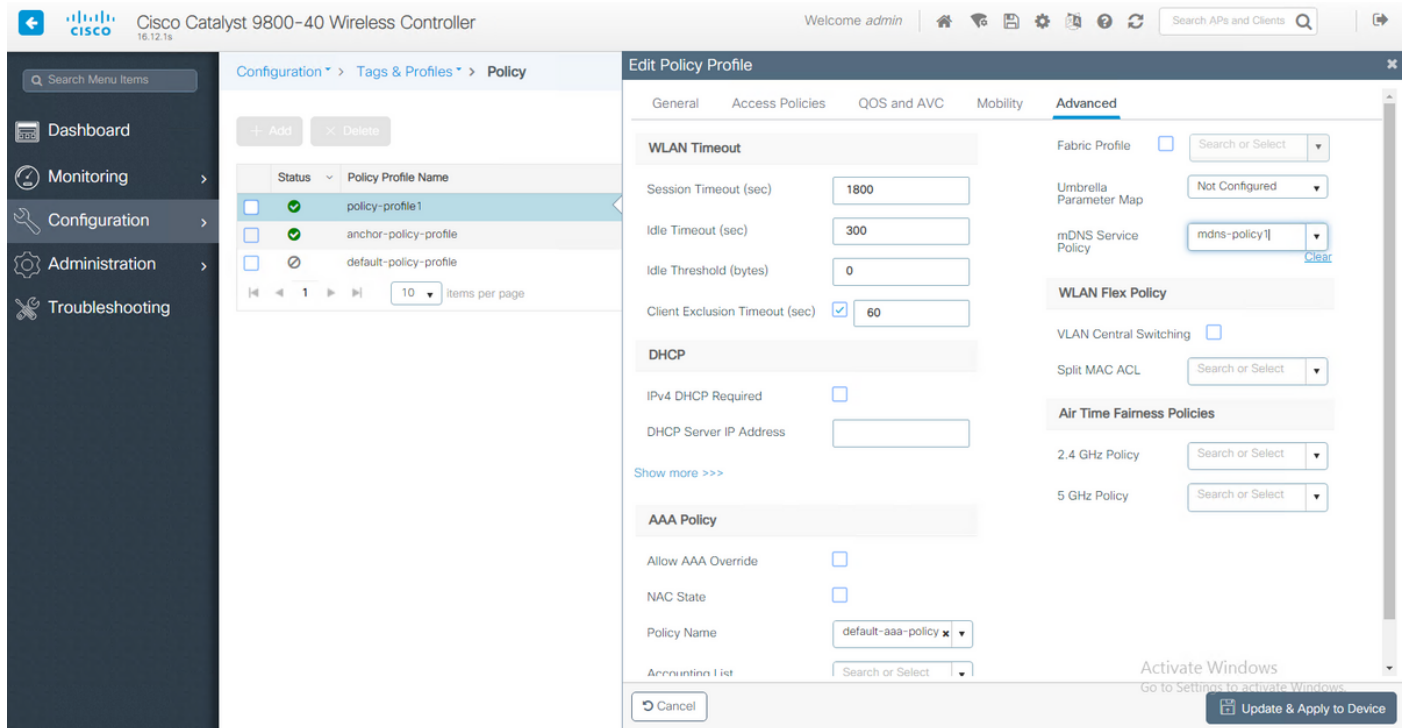 cisco
Cisco Catalyst 9800-40 Wireless Controller
16.12.1s
Welcome admin
Search APs and Clients
Search Menu Items
Dashboard
Monitoring
Configuration
Administration
Troubleshooting
Configuration > Tags & Profiles > Policy
+ Add
× Delete
Status Policy Profile Name
policy-profile1
anchor-policy-profile
default-policy-profile
1 10 items per page
Edit Policy Profile
General Access Policies QOS and AVC Mobility Advanced
WLAN Timeout
Session Timeout (sec) 1800
Idle Timeout (sec) 300
Idle Threshold (bytes) 0
Client Exclusion Timeout (sec) 60
DHCP
IPv4 DHCP Required
DHCP Server IP Address
Show more >>>
AAA Policy
Allow AAA Override
NAC State
Policy Name default-aaa-policy
Accounting List Search or Select
Fabric Profile Search or Select
Umbrella
Parameter Map Not Configured
mDNS Service
Policy mdns-policy1
Clear
WLAN Flex Policy
VLAN Central Switching
Split MAC ACL Search or Select
Air Time Fairness Policies
2.4 GHz Policy Search or Select
5 GHz Policy Search or Select
Activate Windows
Go to Settings to activate Windows.
Cancel
Update & Apply to Device